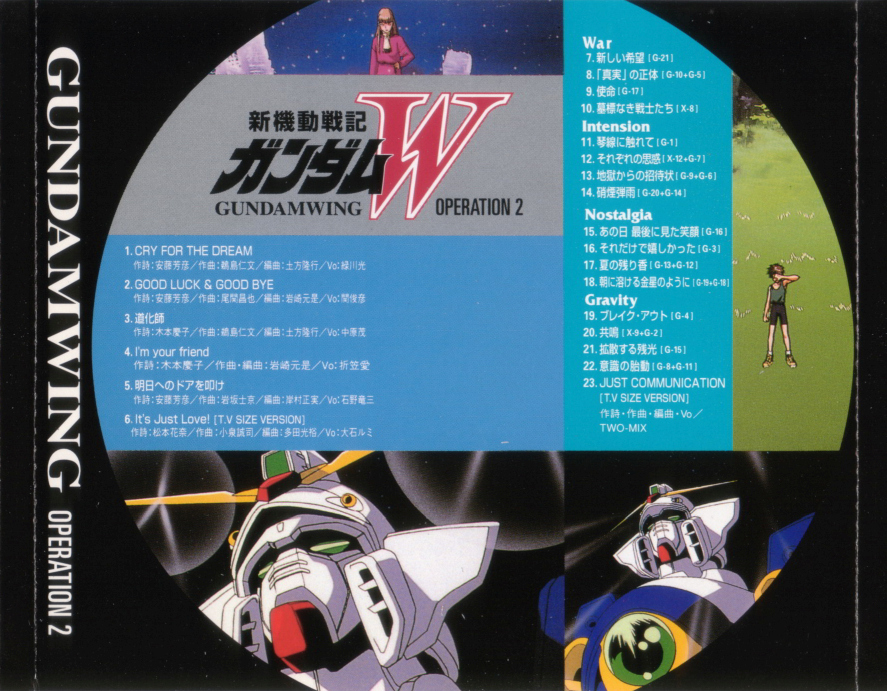 GUNDAMWING OPERATION 2
新機動戦記
ガンダムW
GUNDAMWING OPERATION 2
1. CRY FOR THE DREAM
作詩：安藤芳彦／作曲：鵜島仁文／編曲：土方隆行／Vo：緑川光
2. GOOD LUCK & GOOD BYE
作詩：安藤芳彦／作曲：尾関昌也／編曲：岩崎元是／Vo：関俊彦
3. 道化師
作詩：木本慶子／作曲：鵜島仁文／編曲：土方隆行／Vo：中原茂
4. I'm your friend
作詩：木本慶子／作曲・編曲：岩崎元是／Vo：折笠愛
5. 明日へのドアを叩け
作詩：安藤芳彦／作曲：岩坂士京／編曲：岸村正実／Vo：石野竜三
6. It's Just Love! [T.V SIZE VERSION]
作詩：松本花奈／作曲：小泉誠司／編曲：多田光裕／Vo：大石ルミ
War
7. 新しい希望 [G-21]
8. 「真実」の正体 [G-10+G-5]
9. 使命 [G-17]
10. 墓標なき戦士たち [X-8]
Intension
11. 琴線に触れて [G-1]
12. それぞれの思惑 [X-12+G-7]
13. 地獄からの招待状 [G-9+G-6]
14. 硝煙弾雨 [G-20+G-14]
Nostalgia
15. あの日 最後に見た笑顔 [G-16]
16. それだけで嬉しかった [G-3]
17. 夏の残り香 [G-13+G-12]
18. 朝に溶ける金星のように [G-19+G-18]
Gravity
19. ブレイク・アウト [G-4]
20. 共鳴 [X-9+G-2]
21. 拡散する残光 [G-15]
22. 意識の胎動 [G-8+G-11]
23. JUST COMMUNICATION
[T.V SIZE VERSION]
作詩・作曲・編曲・Vo／
TWO-MIX